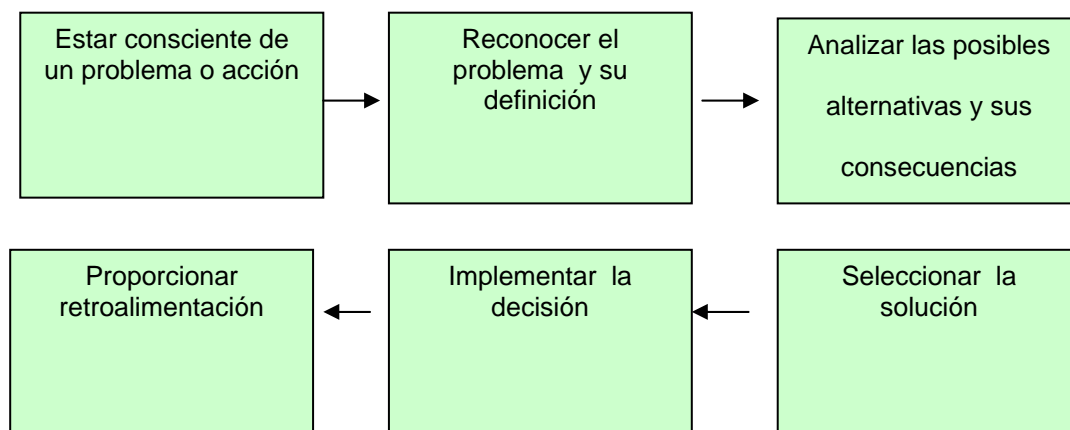 Estar consciente de
un problema o acción
Reconocer el
problema y su
definición
Analizar las posibles
alternativas y sus
consecuencias
Proporcionar
retroalimentación
Implementar la
decisión
Seleccionar la
solución